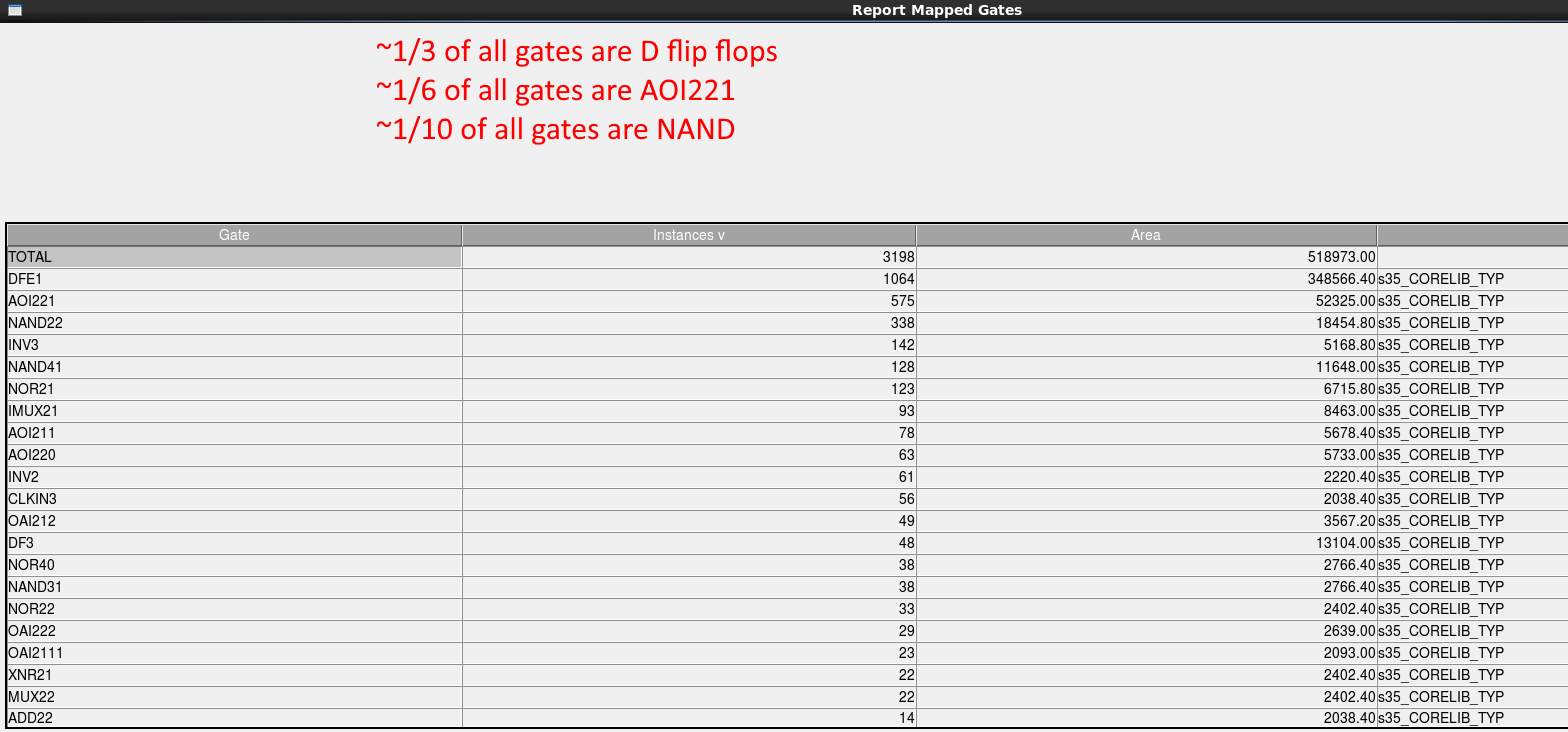 Report Mapped Gates
~1/3 of all gates are D flip flops
~1/6 of all gates are AOI221
~1/10 of all gates are NAND
Gate Instances v Area
TOTAL 3198 518973.00
DFE1 1064 348566.40 s35_CORELIB_TYP
AOI221 575 52325.00 s35_CORELIB_TYP
NAND22 338 18454.80 s35_CORELIB_TYP
INV3 142 5168.80 s35_CORELIB_TYP
NAND41 128 11648.00 s35_CORELIB_TYP
NOR21 123 6715.80 s35_CORELIB_TYP
IMUX21 93 8463.00 s35_CORELIB_TYP
AOI211 78 5678.40 s35_CORELIB_TYP
AOI220 63 5733.00 s35_CORELIB_TYP
INV2 61 2220.40 s35_CORELIB_TYP
CLKIN3 56 2038.40 s35_CORELIB_TYP
OAI212 49 3567.20 s35_CORELIB_TYP
DF3 48 13104.00 s35_CORELIB_TYP
NOR40 38 2766.40 s35_CORELIB_TYP
NAND31 38 2766.40 s35_CORELIB_TYP
NOR22 33 2402.40 s35_CORELIB_TYP
OAI222 29 2639.00 s35_CORELIB_TYP
OAI2111 23 2093.00 s35_CORELIB_TYP
XNR21 22 2402.40 s35_CORELIB_TYP
MUX22 22 2402.40 s35_CORELIB_TYP
ADD22 14 2038.40 s35_CORELIB_TYP